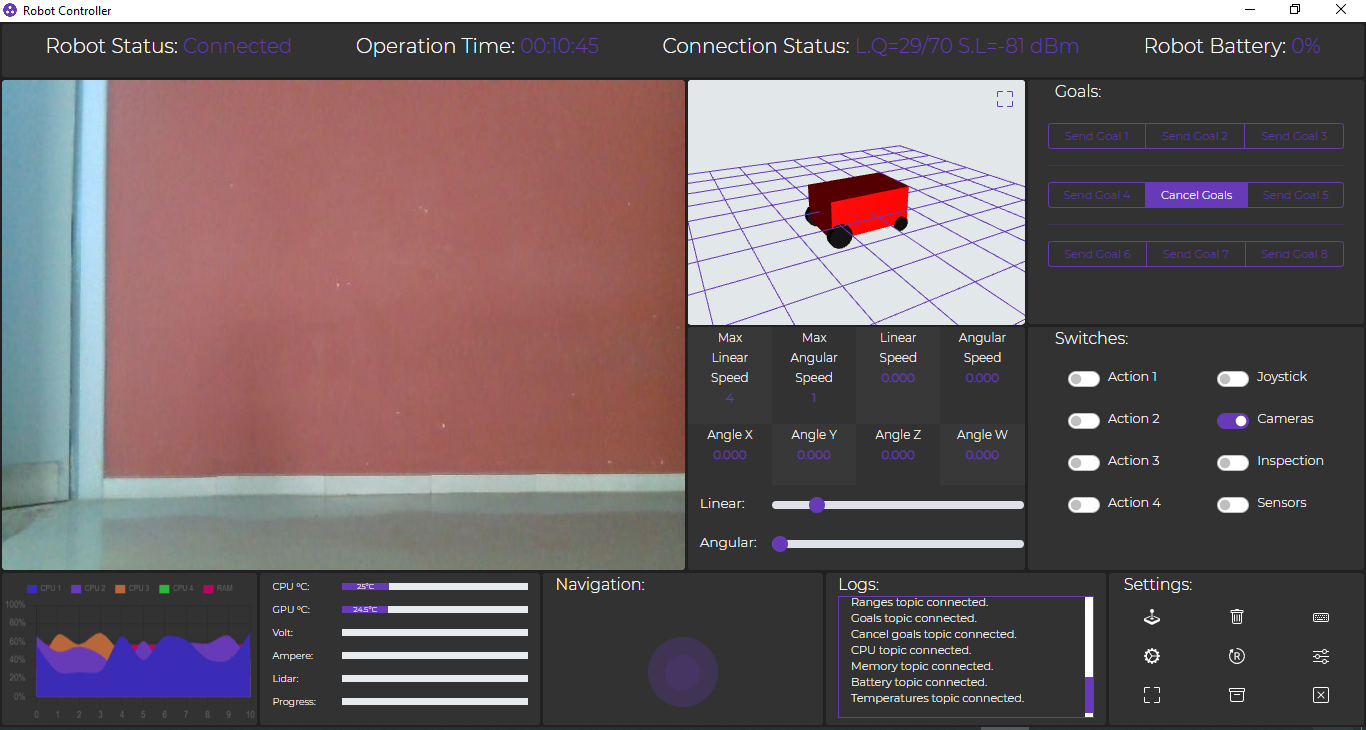 Robot Controller
Robot Status: Connected
Operation Time: 00:10:45
Connection Status: L.Q=29/70 S.L=-81 dBm
Robot Battery: 0%
Goals:
Send Goal 1 Send Goal 2 Send Goal 3
Send Goal 4 Cancel Goals Send Goal 5
Send Goal 6 Send Goal 7 Send Goal 8
Max
Linear
Speed
4
Max
Angular
Speed
1
Linear
Speed
0.000
Angular
Speed
0.000
Angle X
0.000
Angle Y
0.000
Angle Z
0.000
Angle W
0.000
Linear:
Angular:
Switches:
Action 1 Joystick
Action 2 Cameras
Action 3 Inspection
Action 4 Sensors
CPU 1 CPU 2 CPU 3 CPU 4 RAM
100%
80%
60%
40%
20%
0%
0 1 2 3 4 5 6 7 8 9 10
CPU ºC: 25ºC
GPU ºC: 24.5ºC
Volt:
Ampere:
Lidar:
Progress:
Navigation:
Logs:
Ranges topic connected.
Goals topic connected.
Cancel goals topic connected.
CPU topic connected.
Memory topic connected.
Battery topic connected.
Temperatures topic connected.
Settings:
R